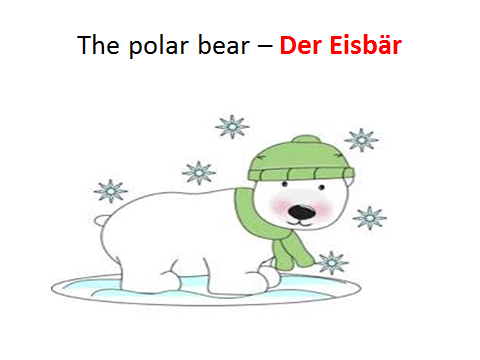 The polar bear – Der Eisbär